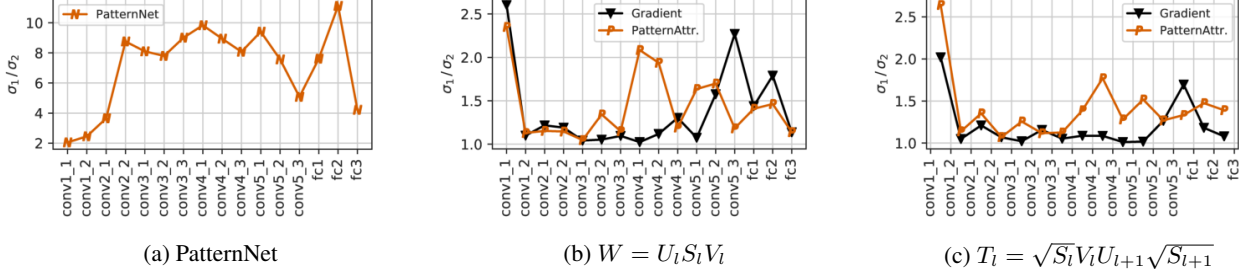 PatternNet
10
8
6
4
2
σ1/σ2
conv1_1
conv1_2
conv2_1
conv2_2
conv3_1
conv3_2
conv3_3
conv4_1
conv4_2
conv4_3
conv5_1
conv5_2
conv5_3
fc1
fc2
fc3
(a) PatternNet
Gradient
PatternAttr.
2.5
2.0
1.5
1.0
σ1/σ2
conv1_1
conv1_2
conv2_1
conv2_2
conv3_1
conv3_2
conv3_3
conv4_1
conv4_2
conv4_3
conv5_1
conv5_2
conv5_3
fc1
fc2
fc3
(b) W = U_l S_l V_l
Gradient
PatternAttr.
2.5
2.0
1.5
1.0
σ1/σ2
conv1_1
conv1_2
conv2_1
conv2_2
conv3_1
conv3_2
conv3_3
conv4_1
conv4_2
conv4_3
conv5_1
conv5_2
conv5_3
fc1
fc2
fc3
(c) T_l = √S_l V_l U_{l+1} √S_{l+1}